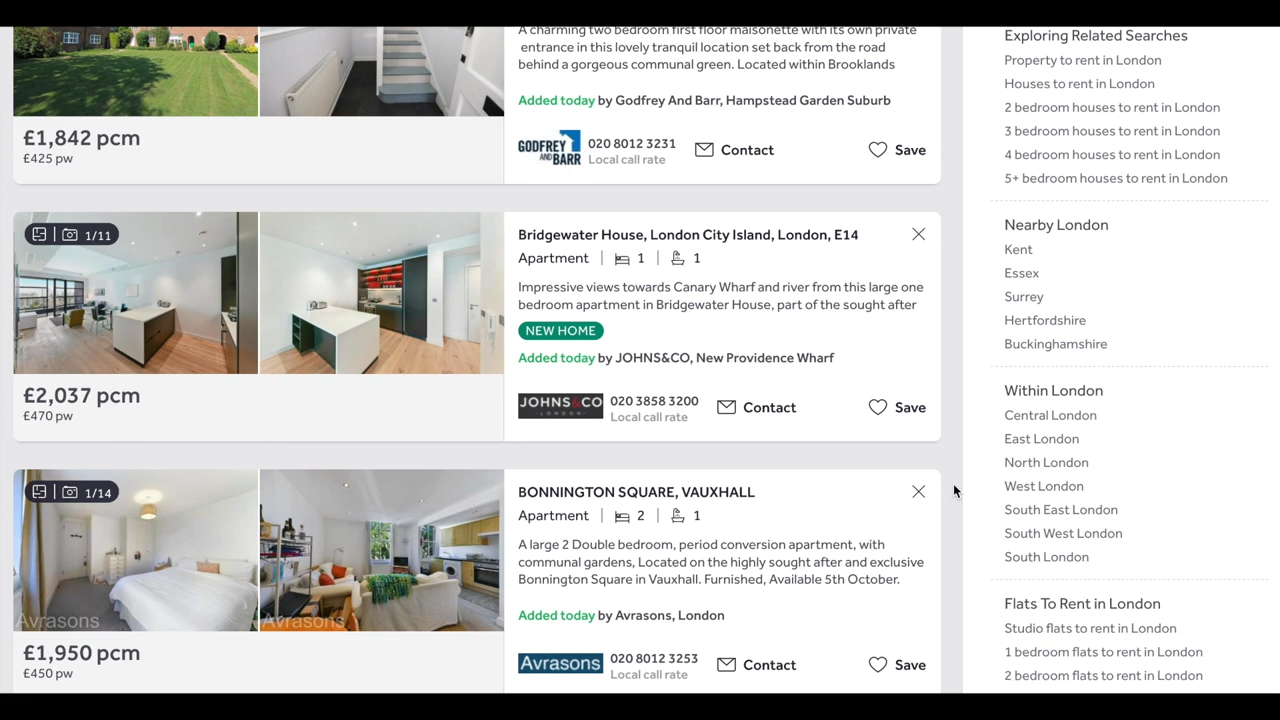 A charming two bedroom first floor maisonette with its own private
entrance in this lovely tranquil location set back from the road
behind a gorgeous communal green. Located within Brooklands
Added today by Godfrey And Barr, Hampstead Garden Suburb
£1,842 pcm
£425 pw
GODFREY
AND BARR
020 8012 3231
Local call rate
Contact
Save
1/11
Bridgewater House, London City Island, London, E14
Apartment | 1 | 1
Impressive views towards Canary Wharf and river from this large one
bedroom apartment in Bridgewater House, part of the sought after
NEW HOME
Added today by JOHNS&CO, New Providence Wharf
£2,037 pcm
£470 pw
JOHNS&CO
LONDON
020 3858 3200
Local call rate
Contact
Save
1/14
BONNINGTON SQUARE, VAUXHALL
Apartment | 2 | 1
A large 2 Double bedroom, period conversion apartment, with
communal gardens, Located on the highly sought after and exclusive
Bonnington Square in Vauxhall. Furnished, Available 5th October.
Avrasons
Avrasons
Added today by Avrasons, London
£1,950 pcm
£450 pw
Avrasons
020 8012 3253
Local call rate
Contact
Save
Exploring Related Searches
Property to rent in London
Houses to rent in London
2 bedroom houses to rent in London
3 bedroom houses to rent in London
4 bedroom houses to rent in London
5+ bedroom houses to rent in London
Nearby London
Kent
Essex
Surrey
Hertfordshire
Buckinghamshire
Within London
Central London
East London
North London
West London
South East London
South West London
South London
Flats To Rent in London
Studio flats to rent in London
1 bedroom flats to rent in London
2 bedroom flats to rent in London